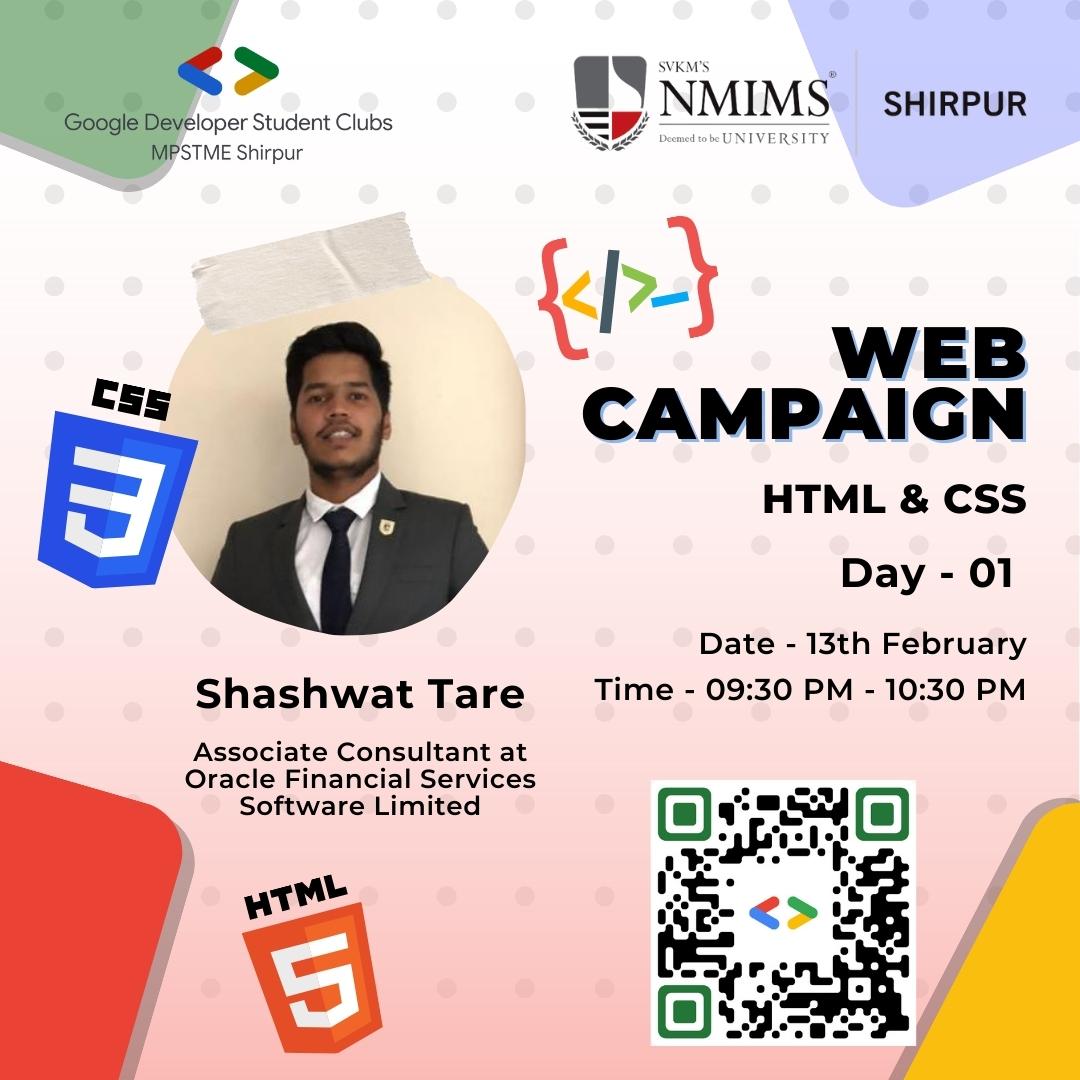 Google Developer Student Clubs
MPSTME Shirpur
SVKM'S
NMIMS®
Deemed to be UNIVERSITY
SHIRPUR
{</>_}
WEB
CAMPAIGN
HTML & CSS
Day - 01
Date - 13th February
Time - 09:30 PM - 10:30 PM
CSS
3
Shashwat Tare
Associate Consultant at
Oracle Financial Services
Software Limited
HTML
5